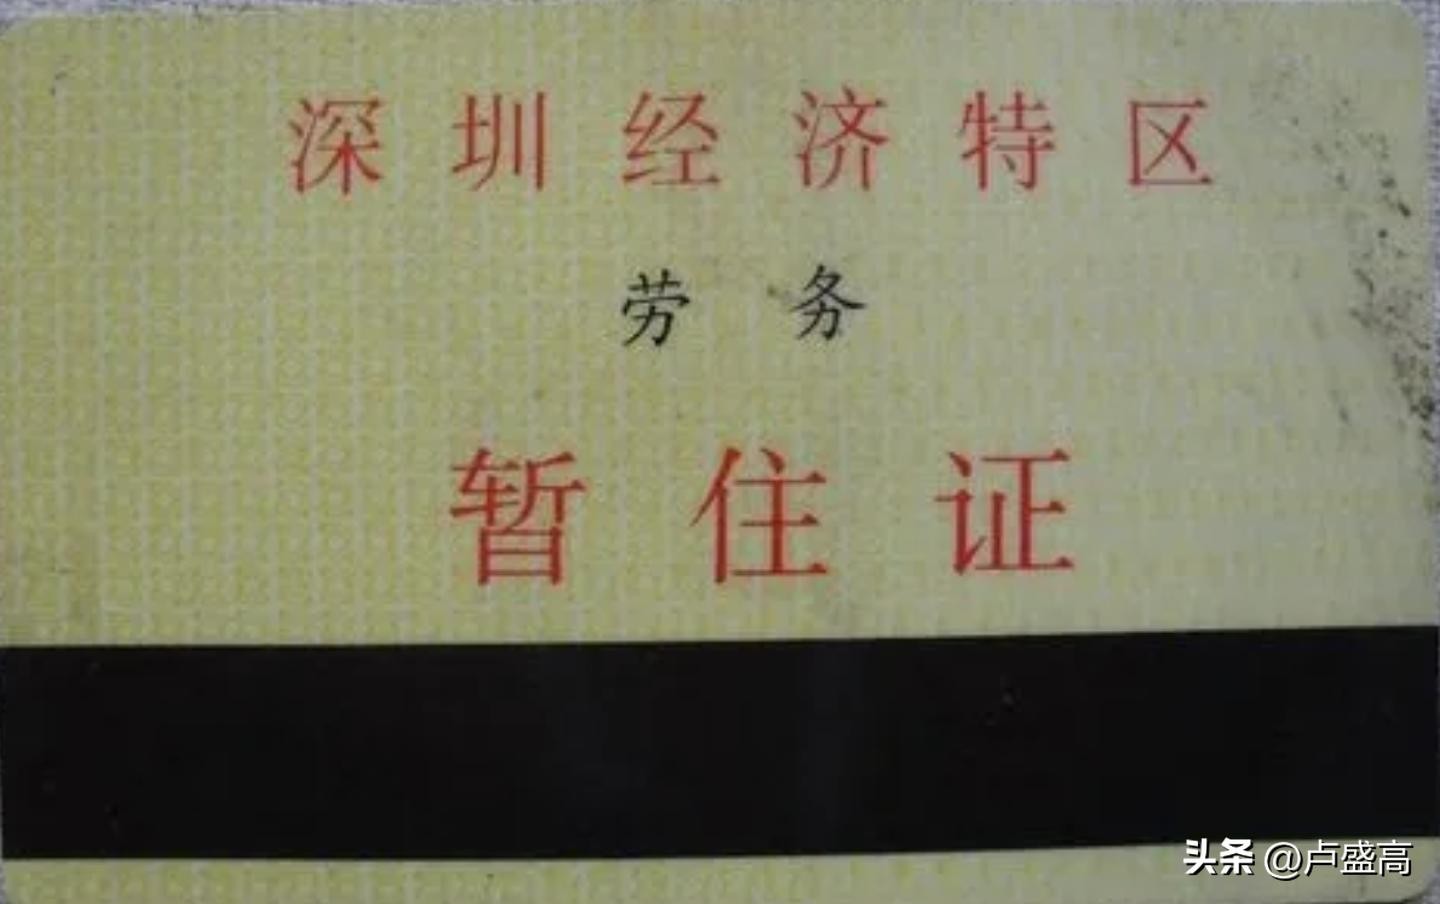 深圳经济特区
劳务
暂住证
头条 @卢盛高